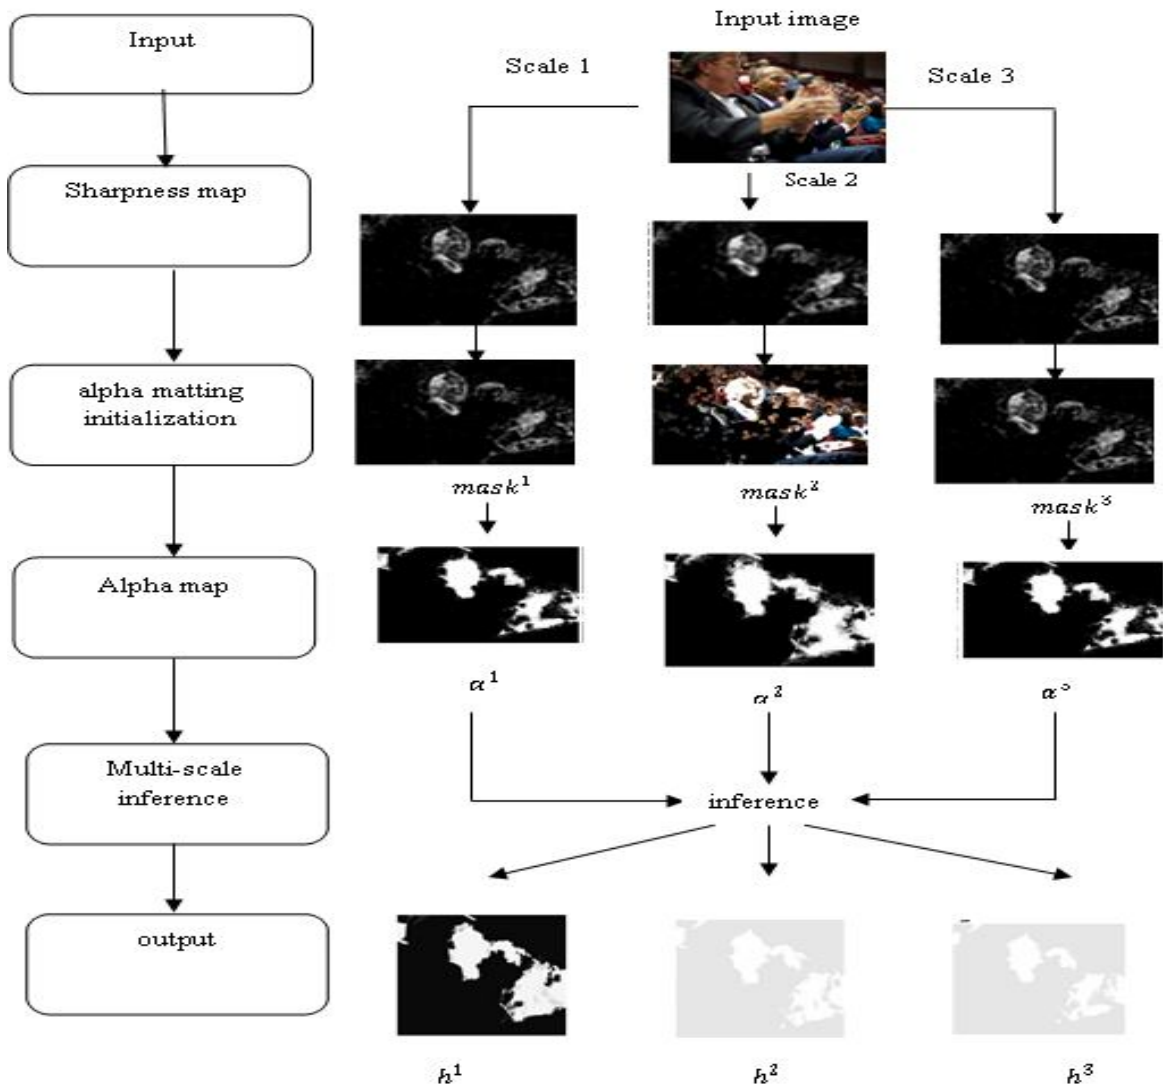 Input
Sharpness map
alpha matting
initialization
Alpha map
Multi-scale
inference
output
Input image
Scale 1
Scale 2
Scale 3
mask¹
mask²
mask³
α¹
α²
α³
inference
h¹
h²
h³